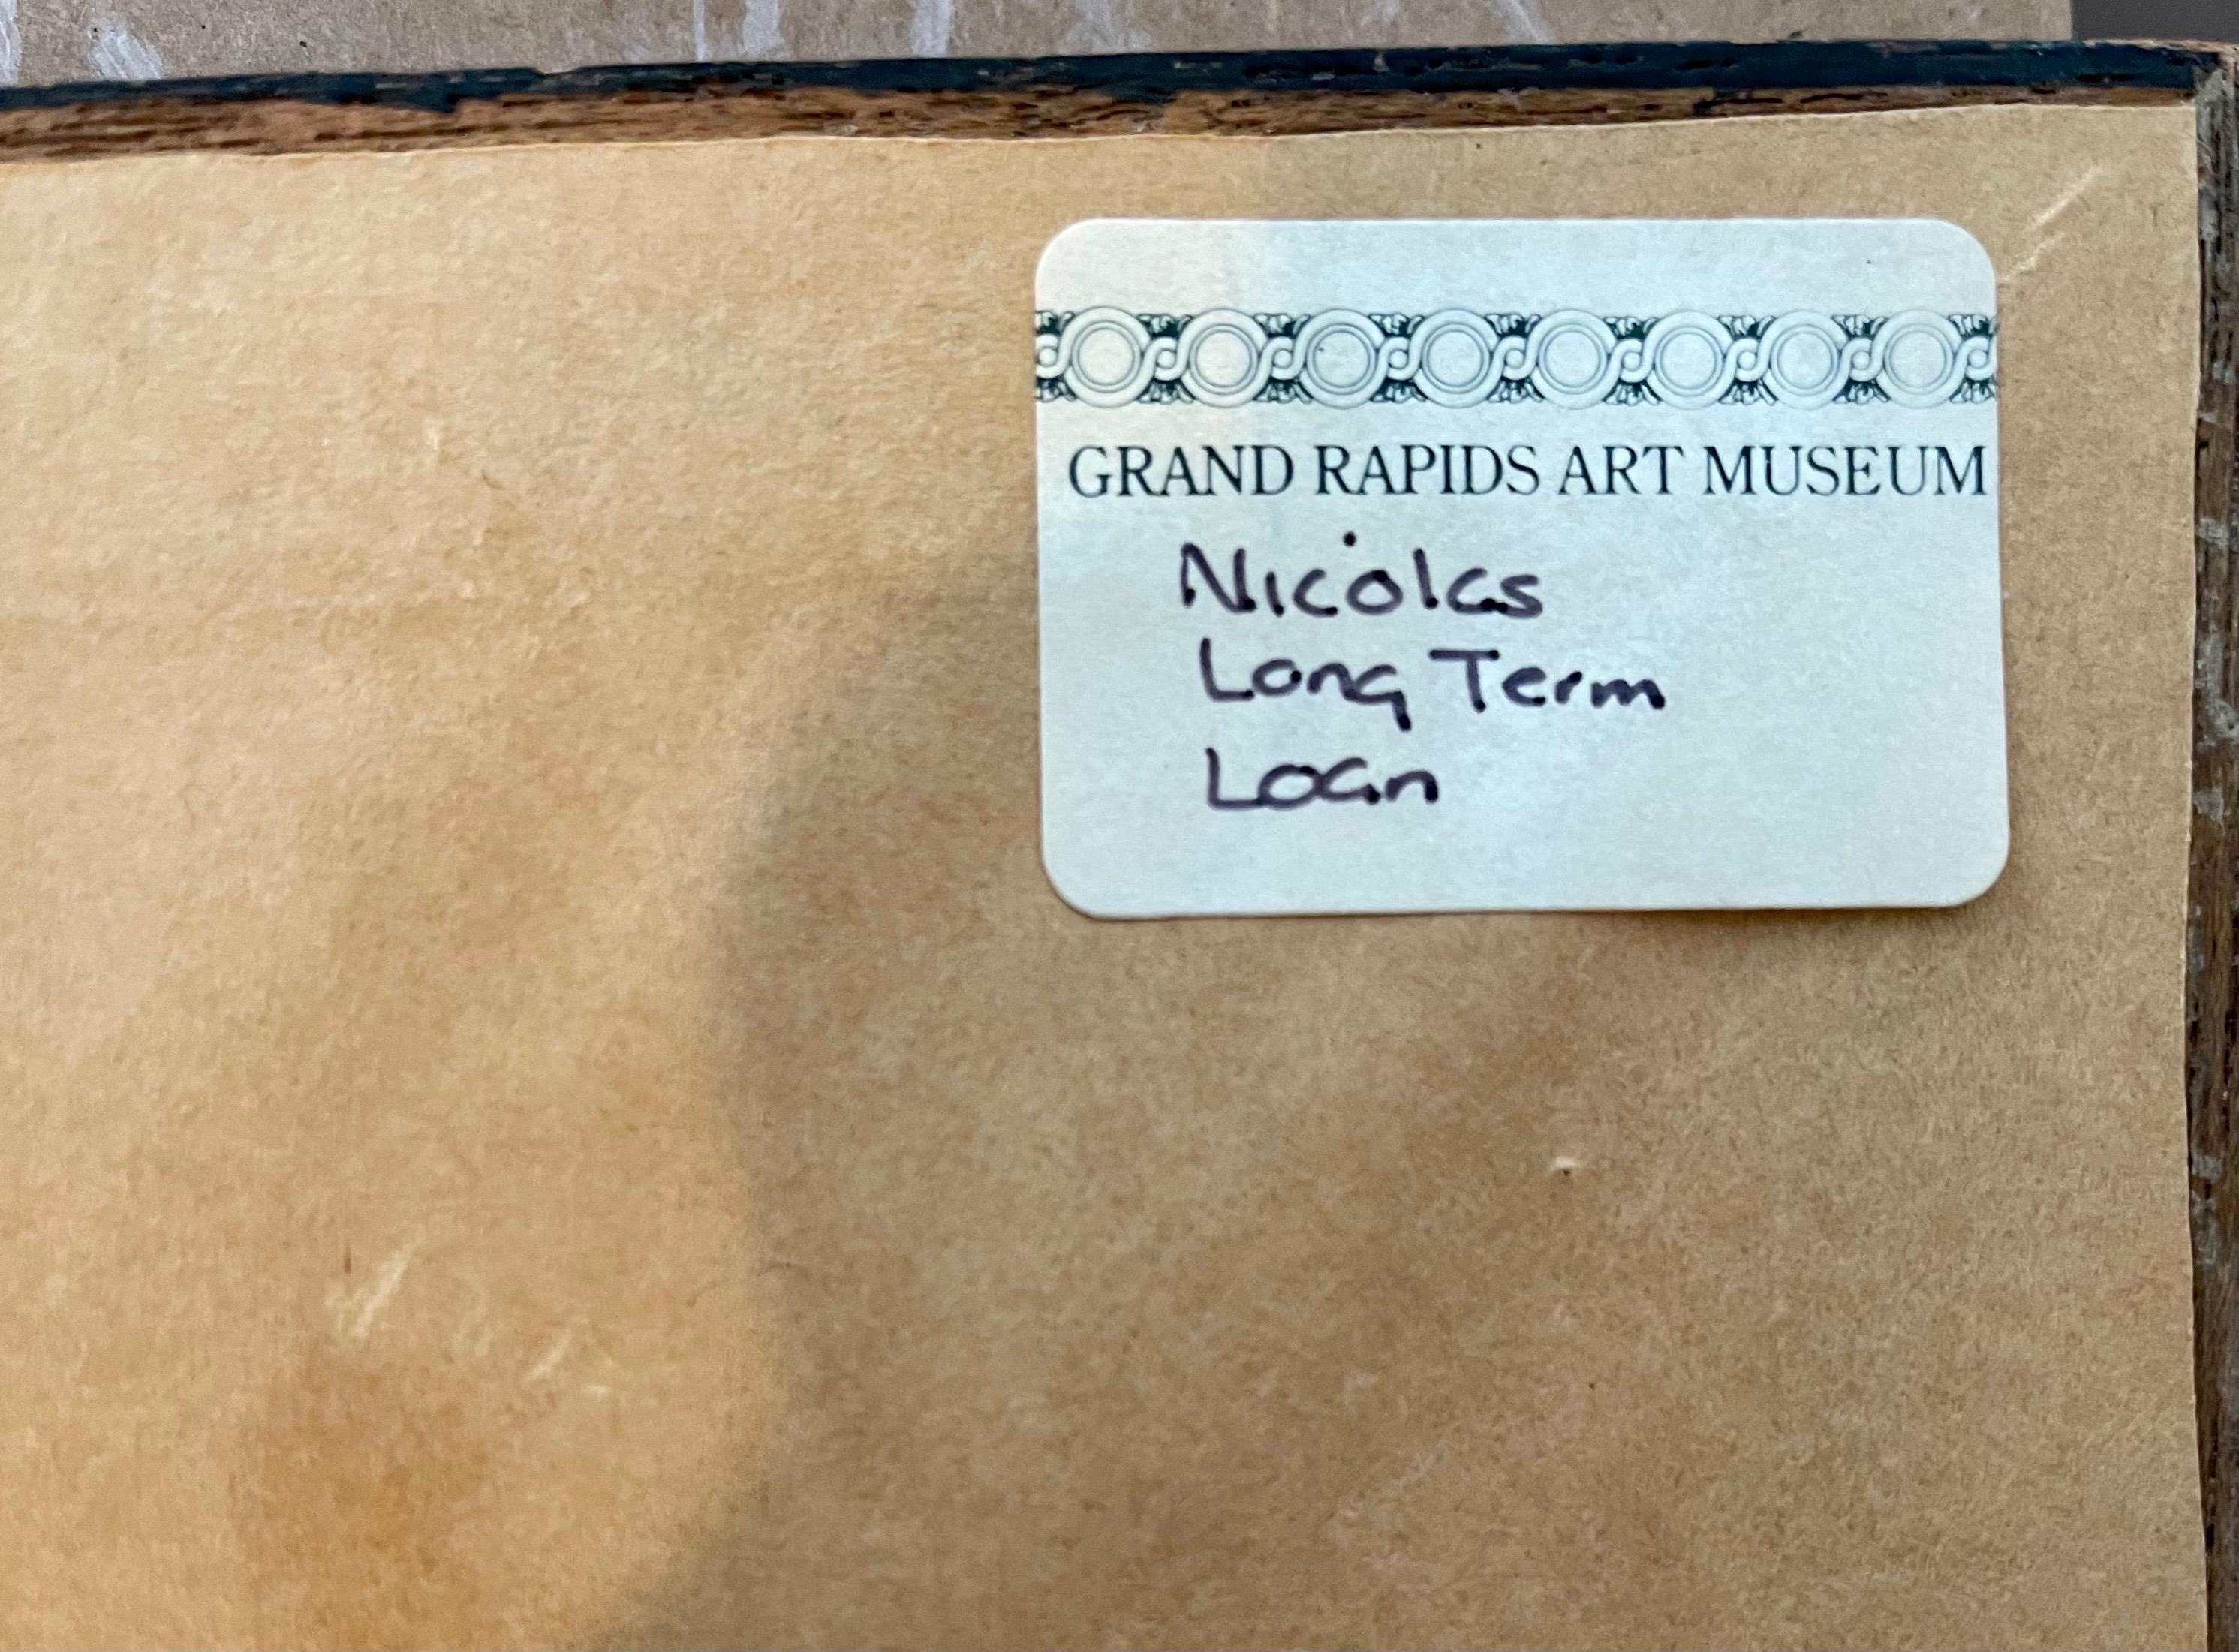 GRAND RAPIDS ART MUSEUM
Nicolas
Long Term
Loan